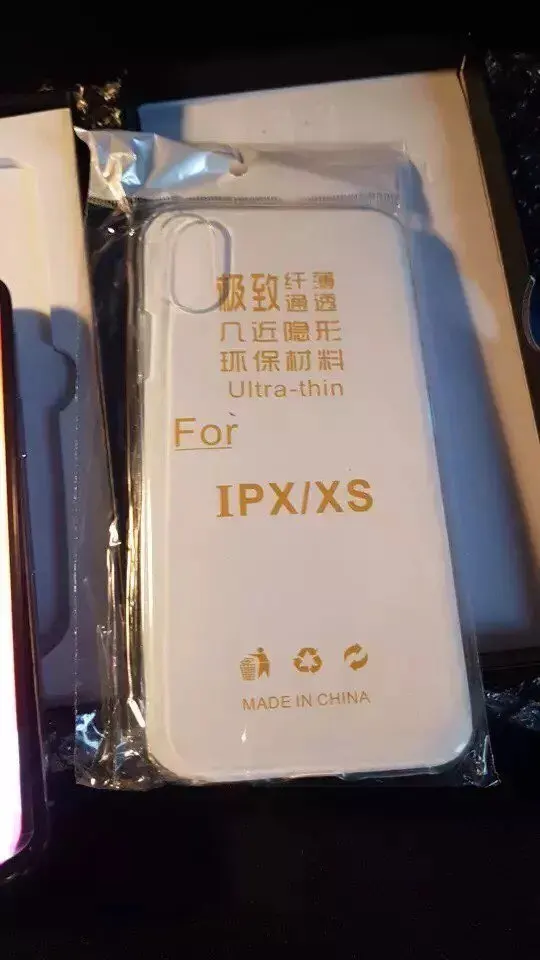 极致纤薄
通透
几近隐形
环保材料
Ultra-thin
For
IPX/XS
MADE IN CHINA